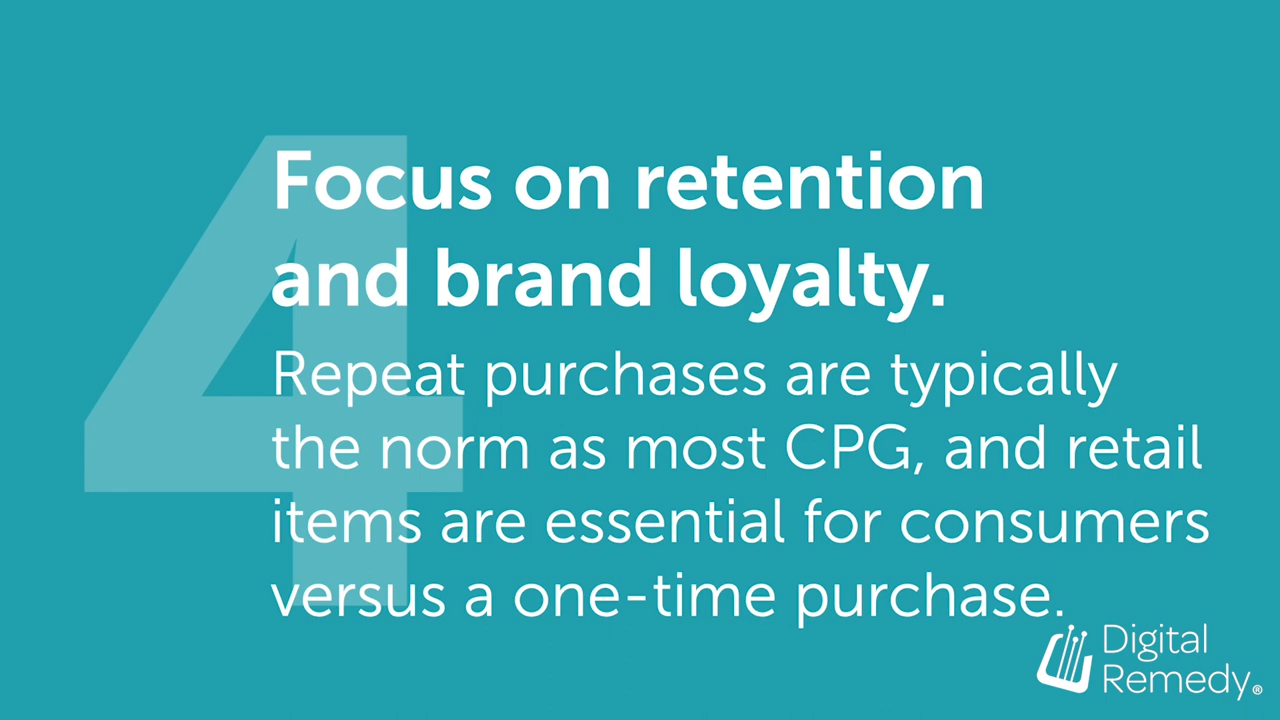 4
Focus on retention
and brand loyalty.
Repeat purchases are typically
the norm as most CPG, and retail
items are essential for consumers
versus a one-time purchase.
Digital
Remedy®